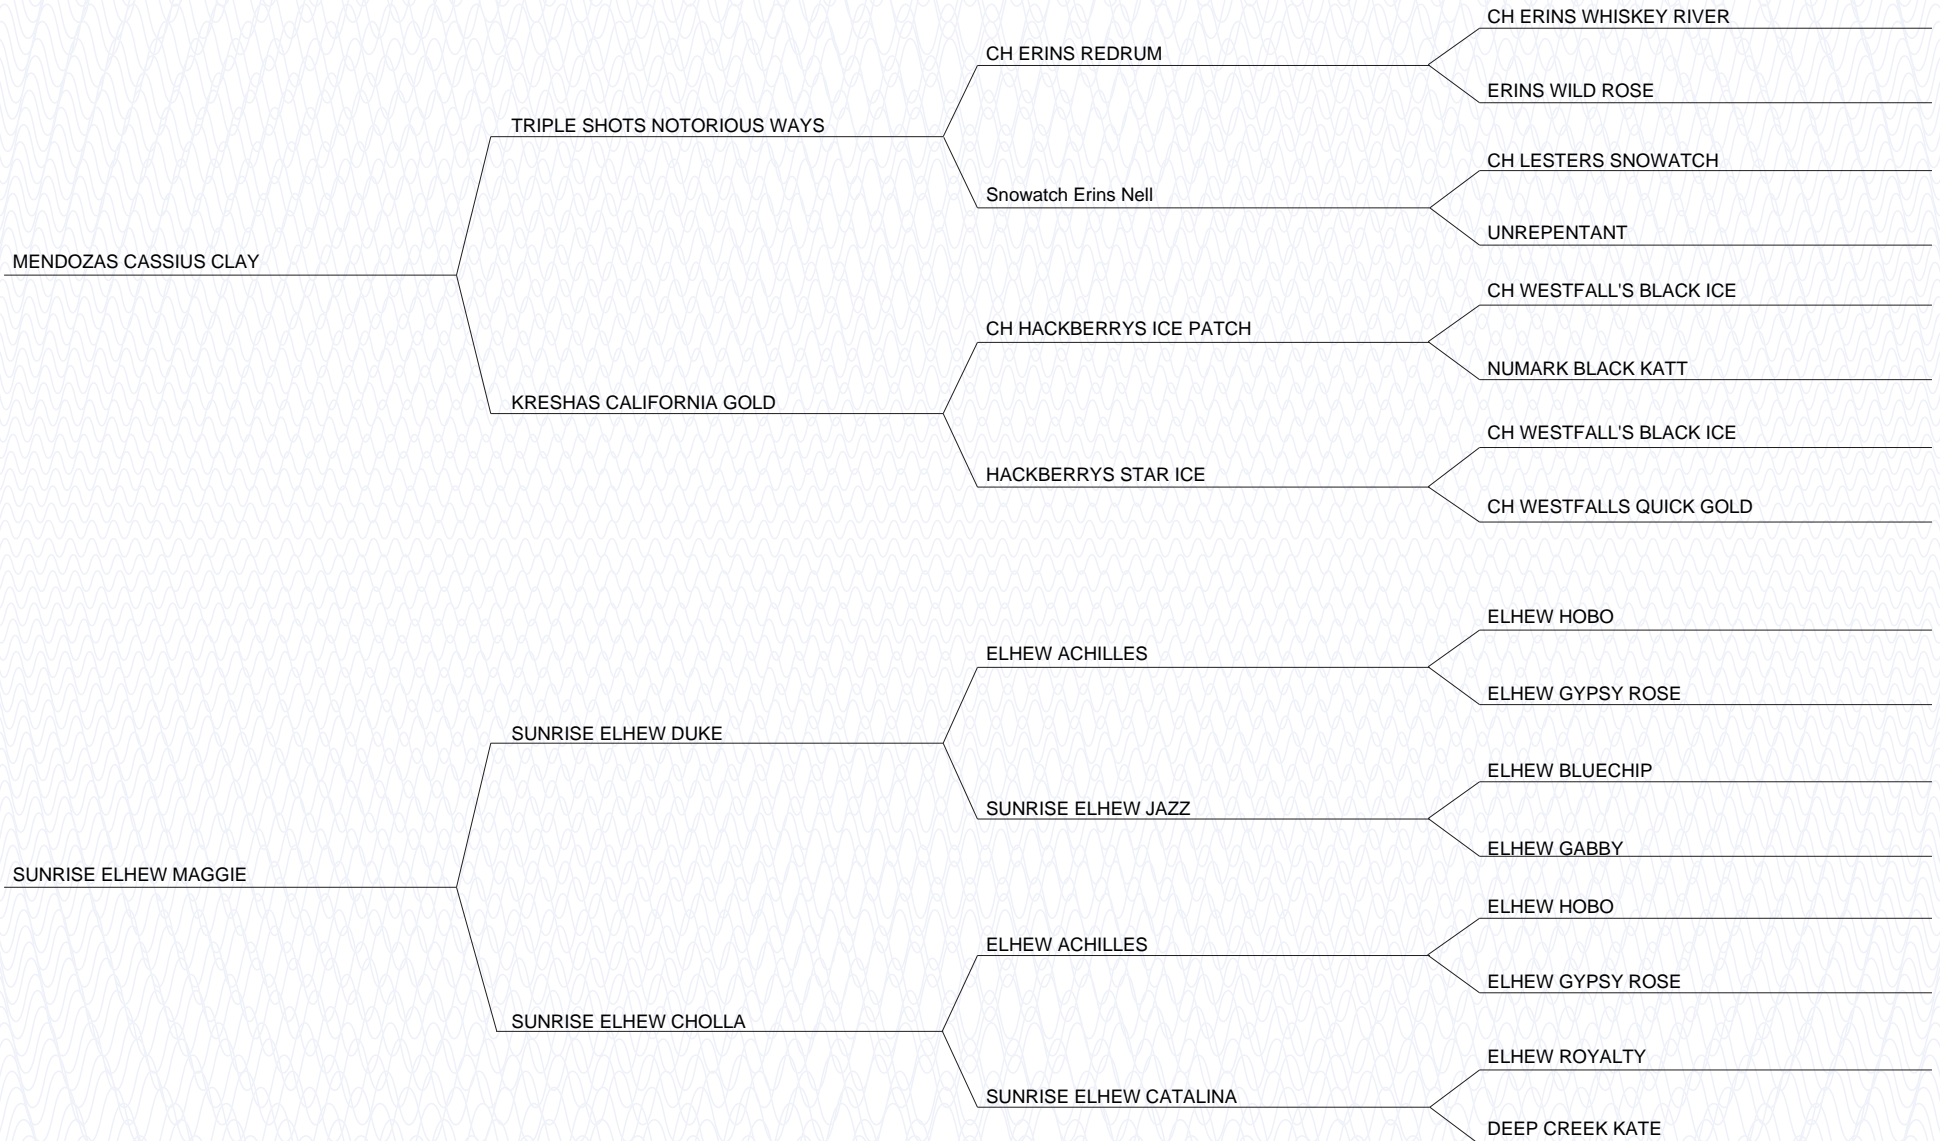 CH ERINS WHISKEY RIVER
CH ERINS REDRUM
ERINS WILD ROSE
TRIPLE SHOTS NOTORIOUS WAYS
CH LESTERS SNOWATCH
Snowatch Erins Nell
UNREPENTANT
MENDOZAS CASSIUS CLAY
CH WESTFALL'S BLACK ICE
CH HACKBERRYS ICE PATCH
NUMARK BLACK KATT
KRESHAS CALIFORNIA GOLD
CH WESTFALL'S BLACK ICE
HACKBERRYS STAR ICE
CH WESTFALLS QUICK GOLD
ELHEW HOBO
ELHEW ACHILLES
ELHEW GYPSY ROSE
SUNRISE ELHEW DUKE
ELHEW BLUECHIP
SUNRISE ELHEW JAZZ
ELHEW GABBY
SUNRISE ELHEW MAGGIE
ELHEW HOBO
ELHEW ACHILLES
ELHEW GYPSY ROSE
SUNRISE ELHEW CHOLLA
ELHEW ROYALTY
SUNRISE ELHEW CATALINA
DEEP CREEK KATE